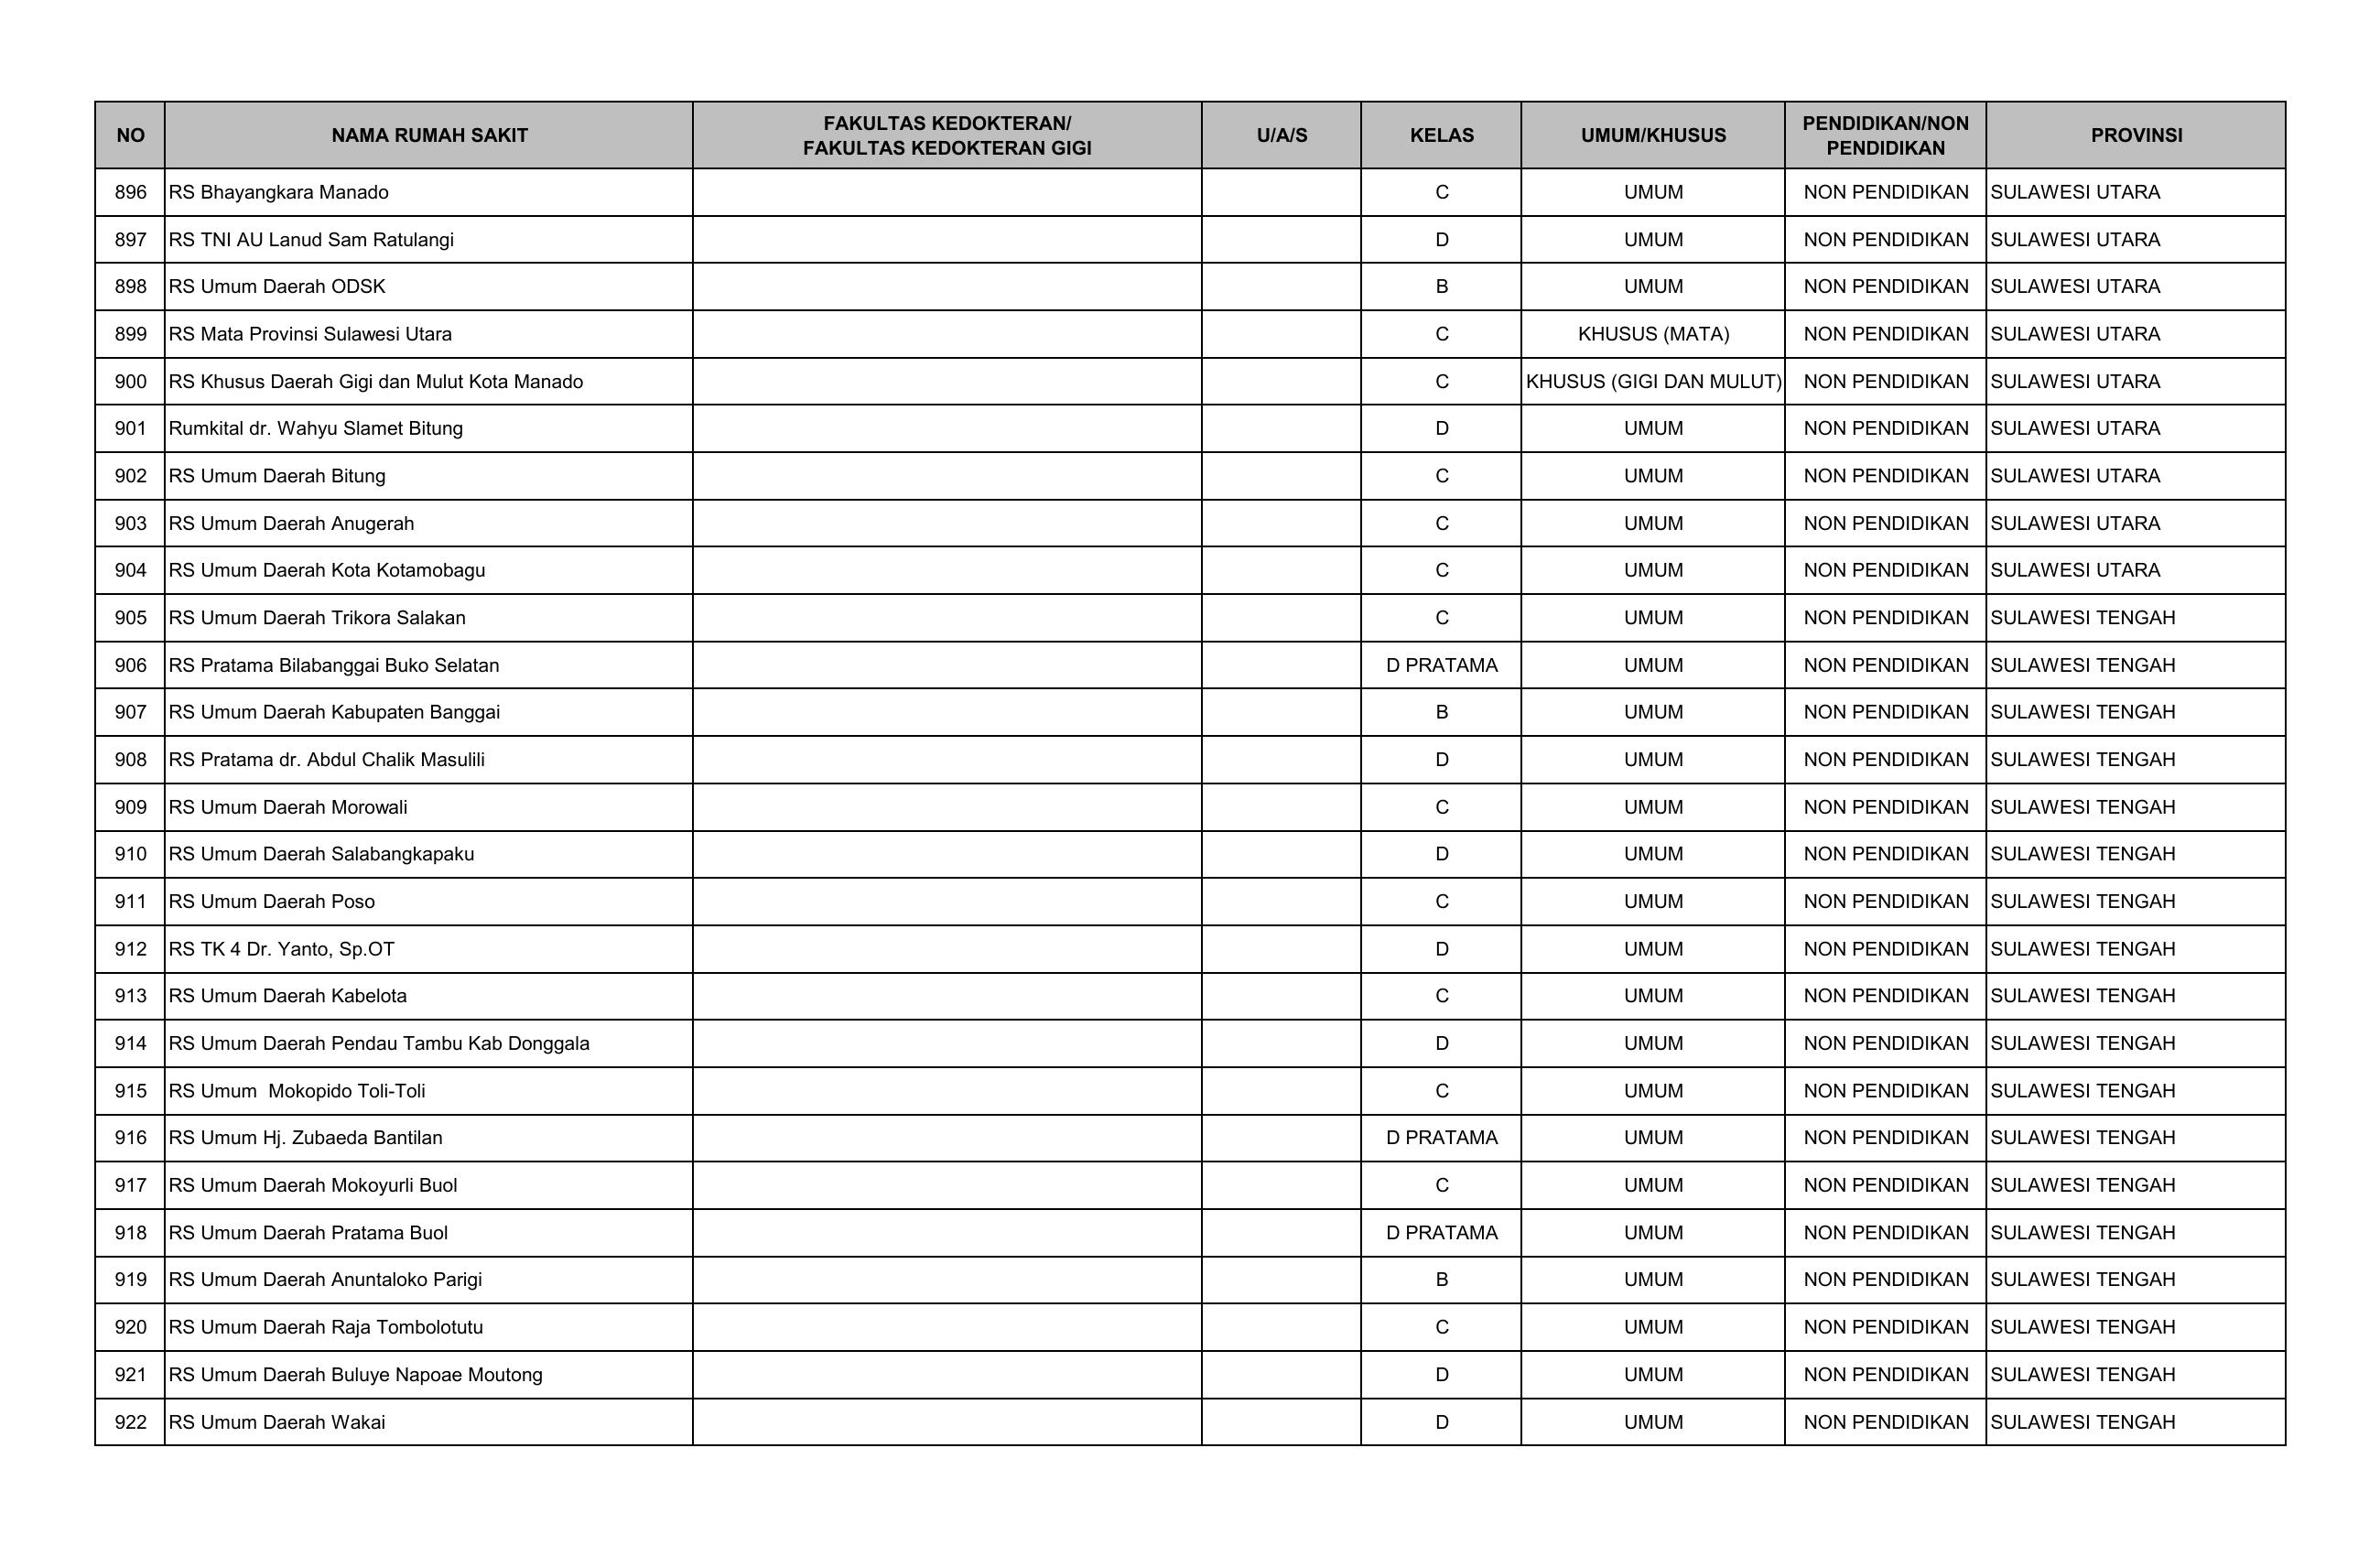 NO NAMA RUMAH SAKIT FAKULTAS KEDOKTERAN/ FAKULTAS KEDOKTERAN GIGI U/A/S KELAS UMUM/KHUSUS PENDIDIKAN/NON PENDIDIKAN PROVINSI
896 RS Bhayangkara Manado C UMUM NON PENDIDIKAN SULAWESI UTARA
897 RS TNI AU Lanud Sam Ratulangi D UMUM NON PENDIDIKAN SULAWESI UTARA
898 RS Umum Daerah ODSK B UMUM NON PENDIDIKAN SULAWESI UTARA
899 RS Mata Provinsi Sulawesi Utara C KHUSUS (MATA) NON PENDIDIKAN SULAWESI UTARA
900 RS Khusus Daerah Gigi dan Mulut Kota Manado C KHUSUS (GIGI DAN MULUT) NON PENDIDIKAN SULAWESI UTARA
901 Rumkital dr. Wahyu Slamet Bitung D UMUM NON PENDIDIKAN SULAWESI UTARA
902 RS Umum Daerah Bitung C UMUM NON PENDIDIKAN SULAWESI UTARA
903 RS Umum Daerah Anugerah C UMUM NON PENDIDIKAN SULAWESI UTARA
904 RS Umum Daerah Kota Kotamobagu C UMUM NON PENDIDIKAN SULAWESI UTARA
905 RS Umum Daerah Trikora Salakan C UMUM NON PENDIDIKAN SULAWESI TENGAH
906 RS Pratama Bilabanggai Buko Selatan D PRATAMA UMUM NON PENDIDIKAN SULAWESI TENGAH
907 RS Umum Daerah Kabupaten Banggai B UMUM NON PENDIDIKAN SULAWESI TENGAH
908 RS Pratama dr. Abdul Chalik Masulili D UMUM NON PENDIDIKAN SULAWESI TENGAH
909 RS Umum Daerah Morowali C UMUM NON PENDIDIKAN SULAWESI TENGAH
910 RS Umum Daerah Salabangkapaku D UMUM NON PENDIDIKAN SULAWESI TENGAH
911 RS Umum Daerah Poso C UMUM NON PENDIDIKAN SULAWESI TENGAH
912 RS TK 4 Dr. Yanto, Sp.OT D UMUM NON PENDIDIKAN SULAWESI TENGAH
913 RS Umum Daerah Kabelota C UMUM NON PENDIDIKAN SULAWESI TENGAH
914 RS Umum Daerah Pendau Tambu Kab Donggala D UMUM NON PENDIDIKAN SULAWESI TENGAH
915 RS Umum  Mokopido Toli-Toli C UMUM NON PENDIDIKAN SULAWESI TENGAH
916 RS Umum Hj. Zubaeda Bantilan D PRATAMA UMUM NON PENDIDIKAN SULAWESI TENGAH
917 RS Umum Daerah Mokoyurli Buol C UMUM NON PENDIDIKAN SULAWESI TENGAH
918 RS Umum Daerah Pratama Buol D PRATAMA UMUM NON PENDIDIKAN SULAWESI TENGAH
919 RS Umum Daerah Anuntaloko Parigi B UMUM NON PENDIDIKAN SULAWESI TENGAH
920 RS Umum Daerah Raja Tombolotutu C UMUM NON PENDIDIKAN SULAWESI TENGAH
921 RS Umum Daerah Buluye Napoae Moutong D UMUM NON PENDIDIKAN SULAWESI TENGAH
922 RS Umum Daerah Wakai D UMUM NON PENDIDIKAN SULAWESI TENGAH